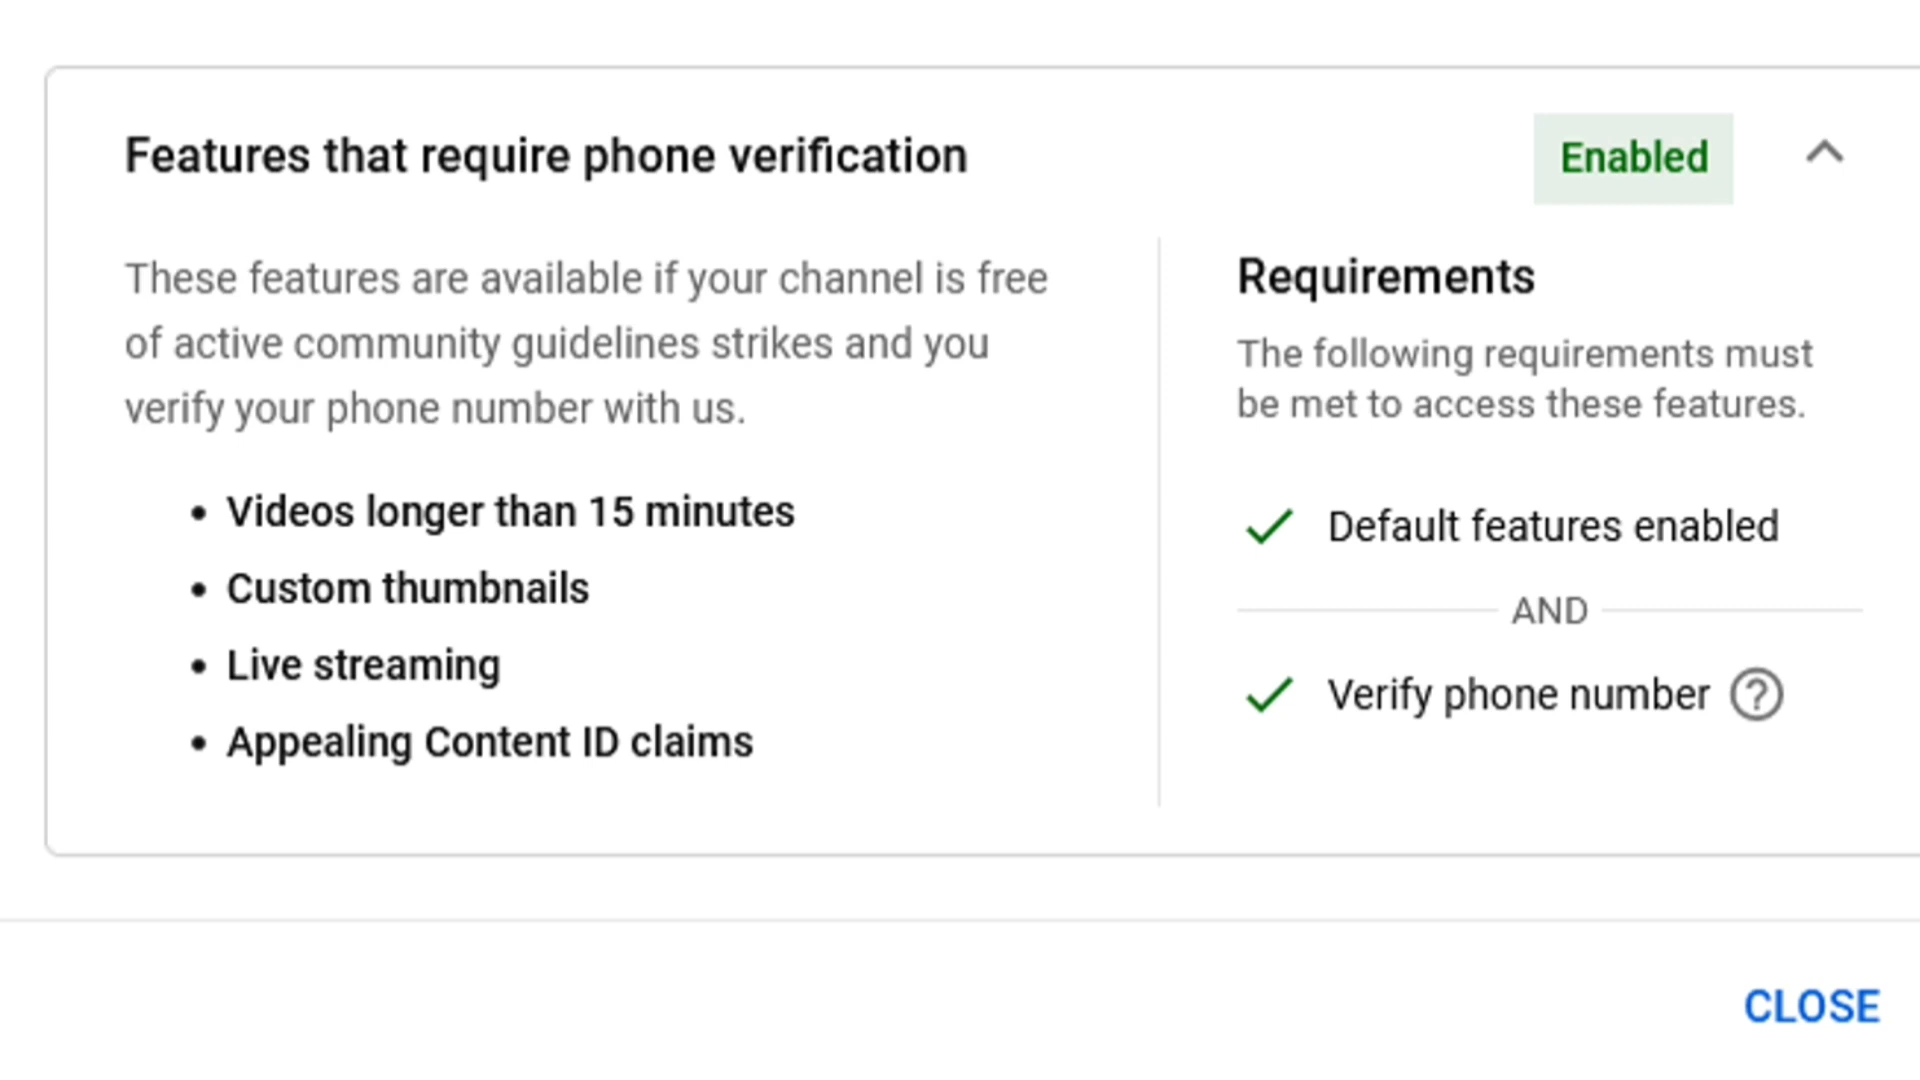 Features that require phone verification
Enabled
These features are available if your channel is free
of active community guidelines strikes and you
verify your phone number with us.
• Videos longer than 15 minutes
• Custom thumbnails
• Live streaming
• Appealing Content ID claims
Requirements
The following requirements must
be met to access these features.
Default features enabled
AND
Verify phone number
CLOSE